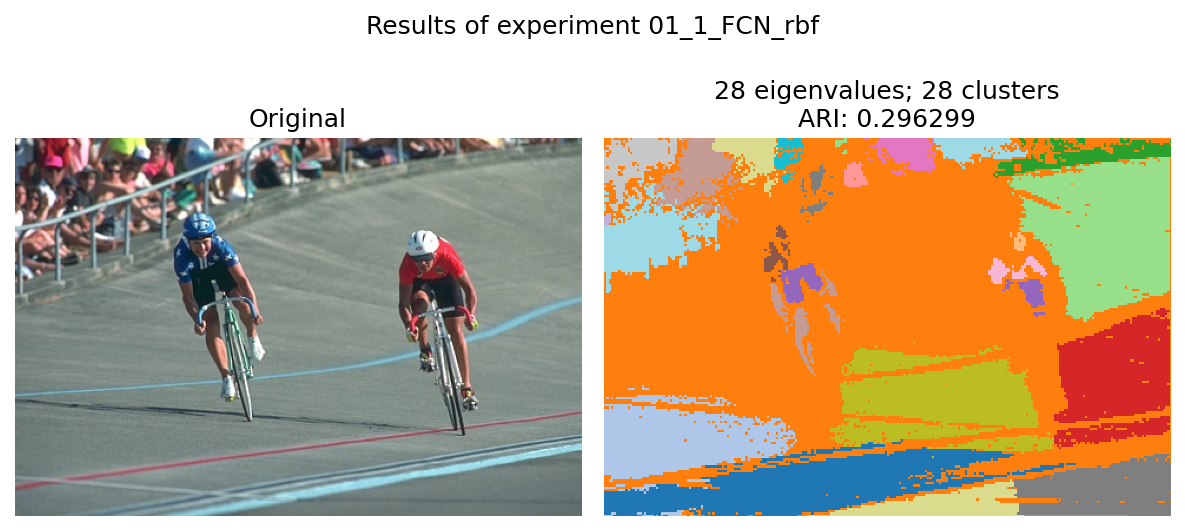 Results of experiment 01_1_FCN_rbf
Original
28 eigenvalues; 28 clusters
ARI: 0.296299